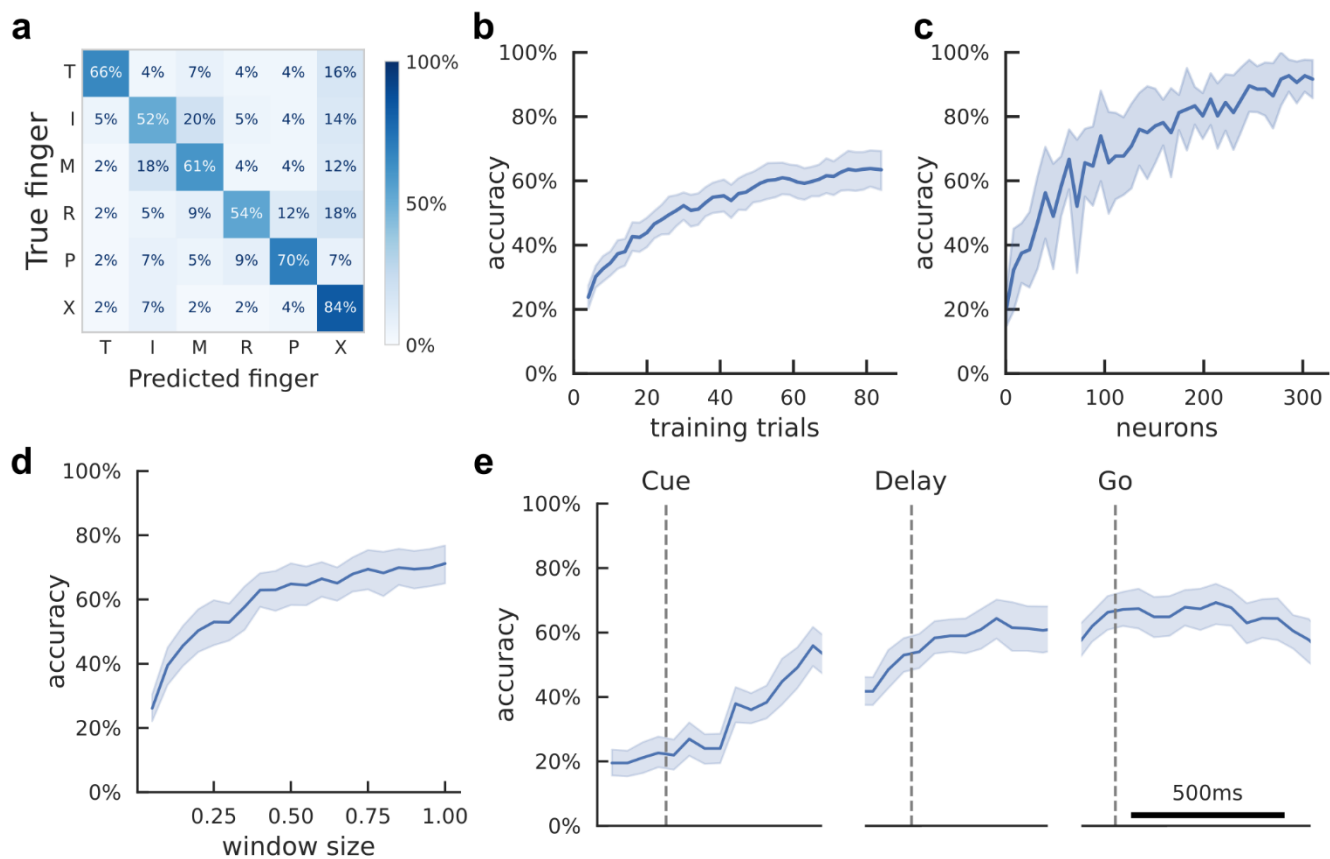 a
True finger
T 66% 4% 7% 4% 4% 16%
I 5% 52% 20% 5% 4% 14%
M 2% 18% 61% 4% 4% 12%
R 2% 5% 9% 54% 12% 18%
P 2% 7% 5% 9% 70% 7%
X 2% 7% 2% 2% 4% 84%
T I M R P X
Predicted finger
100%
50%
0%
b
accuracy
100%
80%
60%
40%
20%
0%
0 20 40 60 80
training trials
c
accuracy
100%
80%
60%
40%
20%
0%
0 100 200 300
neurons
d
accuracy
100%
80%
60%
40%
20%
0%
0.25 0.50 0.75 1.00
window size
e
Cue Delay Go
accuracy
100%
80%
60%
40%
20%
0%
500ms